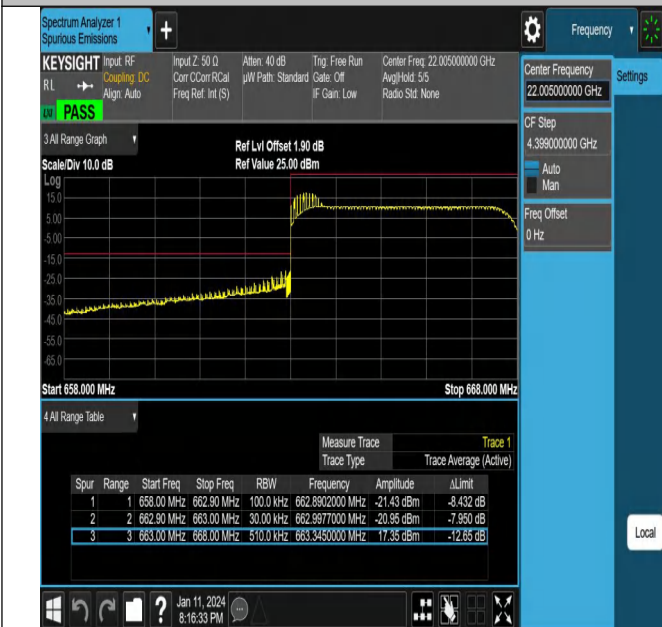 Spectrum Analyzer 1
Spurious Emissions
Frequency
KEYSIGHT
RL
PASS
Input: RF
Coupling: DC
Align: Auto
Input Z: 50 Ω
Corr CCorr RCal
Freq Ref: Int (S)
Atten: 40 dB
µW Path: Standard
Trig: Free Run
Gate: Off
IF Gain: Low
Center Freq: 22.005000000 GHz
Avg|Hold: 5/5
Radio Std: None
Center Frequency
22.005000000 GHz
Settings
CF Step
4.399000000 GHz
Auto
Man
Freq Offset
0 Hz
3 All Range Graph
Scale/Div 10.0 dB
Ref Lvl Offset 1.90 dB
Ref Value 25.00 dBm
Log
15.0
5.00
-5.00
-15.0
-25.0
-35.0
-45.0
-55.0
-65.0
Start 658.000 MHz
Stop 668.000 MHz
4 All Range Table
Measure Trace Trace 1
Trace Type Trace Average (Active)
Spur Range Start Freq Stop Freq RBW Frequency Amplitude ΔLimit
1 1 658.00 MHz 662.90 MHz 100.0 kHz 662.8902000 MHz -21.43 dBm -8.432 dB
2 2 662.90 MHz 663.00 MHz 30.00 kHz 662.9977000 MHz -20.95 dBm -7.950 dB
3 3 663.00 MHz 668.00 MHz 510.0 kHz 663.3450000 MHz 17.35 dBm -12.65 dB
Local
Jan 11, 2024
8:16:33 PM